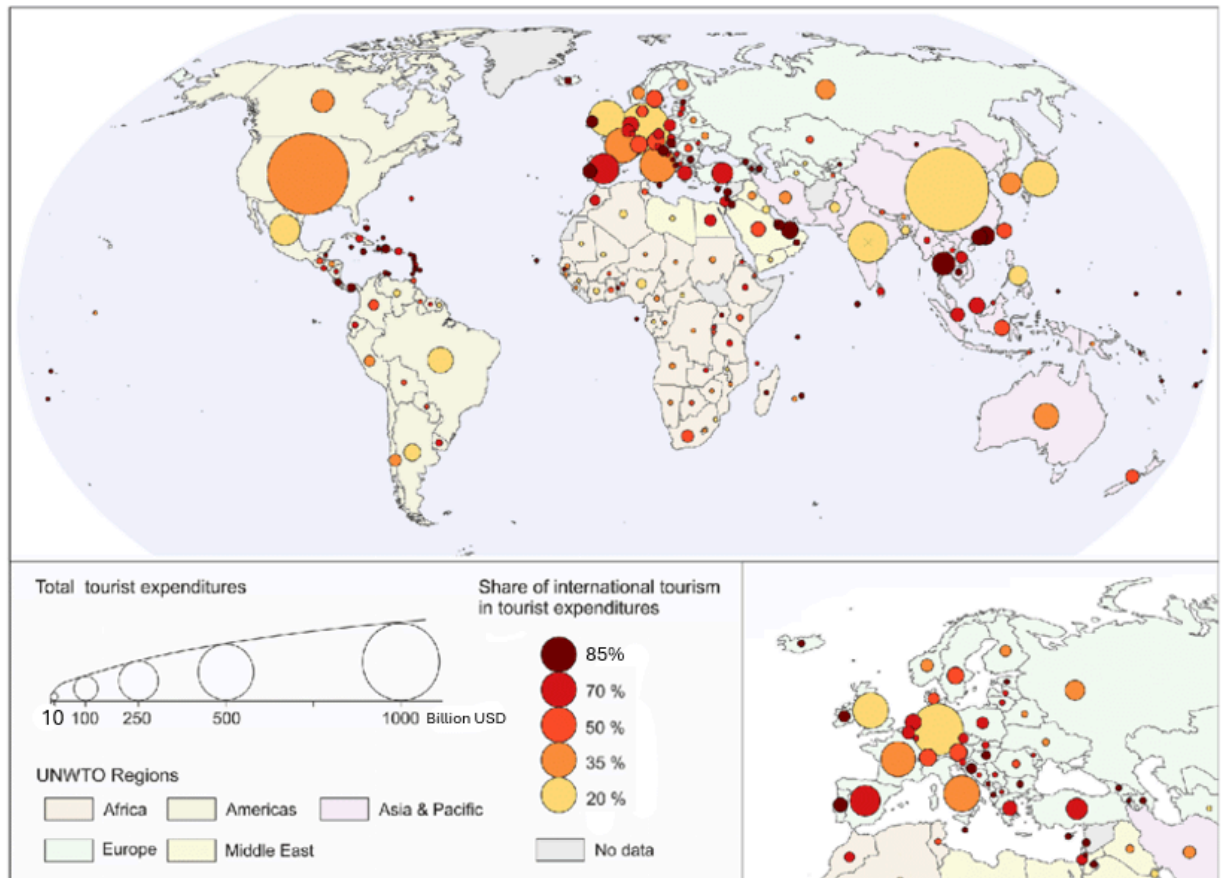 Total tourist expenditures
10 100 250 500 1000 Billion USD
UNWTO Regions
Africa Americas Asia & Pacific
Europe Middle East
Share of international tourism
in tourist expenditures
85%
70 %
50 %
35 %
20 %
No data